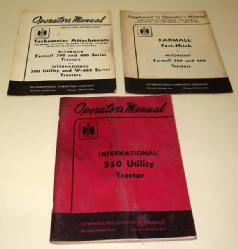 Operator's Manual
Tachometer Attachments
McCORMICK
Farmall 300 and 400 Series
Tractors
INTERNATIONAL
300 Utility and W-400 Series
Tractors
INTERNATIONAL HARVESTER COMPANY
Supplement to Operator's Manual
FARMALL
Fast-Hitch
McCORMICK
Farmall 300 and 400
Tractors
INTERNATIONAL HARVESTER COMPANY
Operator's Manual
IH
INTERNATIONAL
350 Utility
Tractor
INTERNATIONAL HARVESTER COMPANY